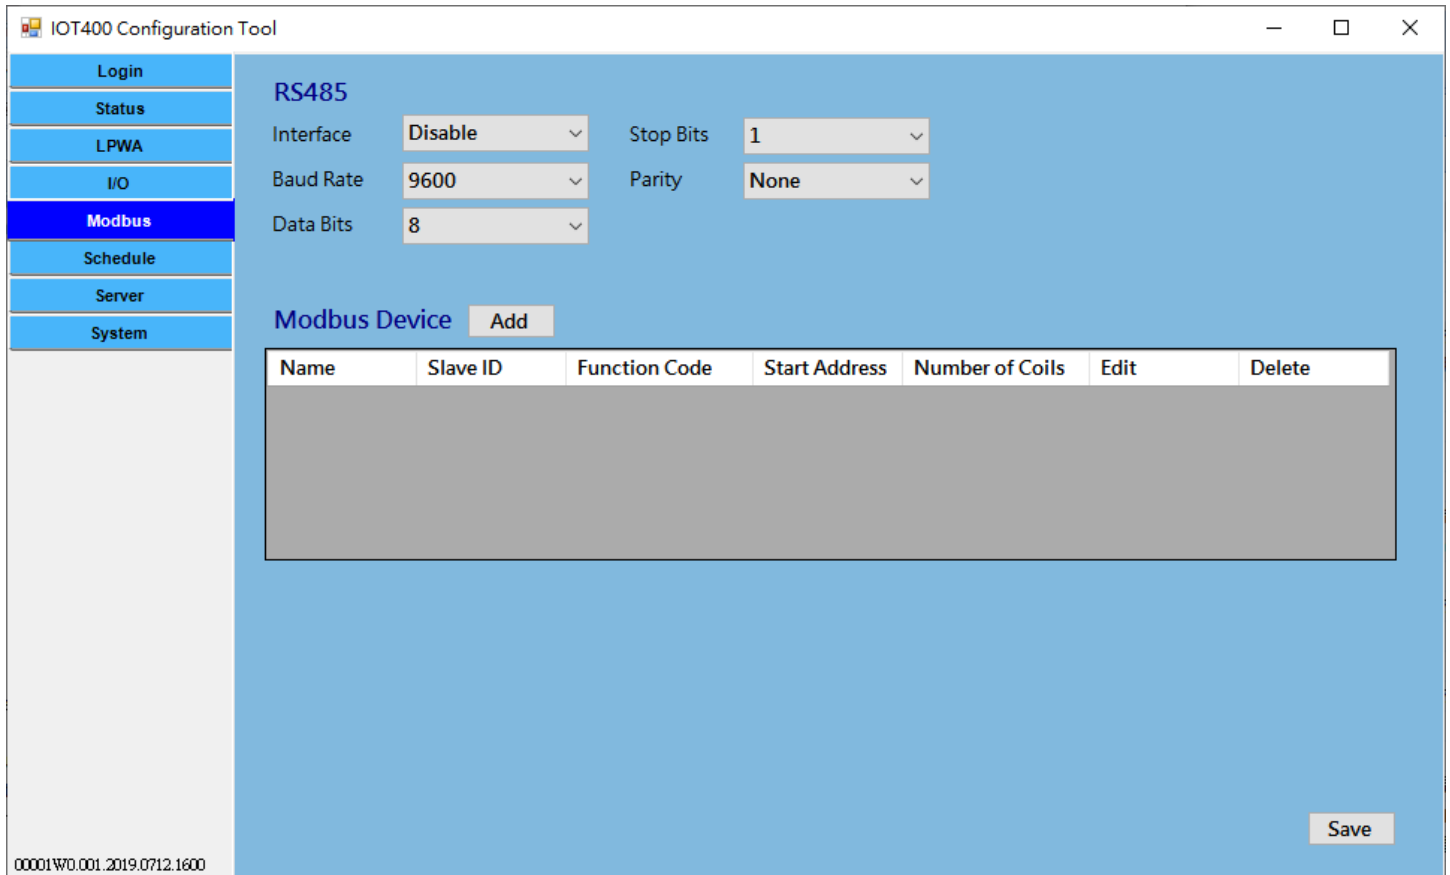 IOT400 Configuration Tool
Login
Status
LPWA
I/O
Modbus
Schedule
Server
System
RS485
Interface Disable Stop Bits 1
Baud Rate 9600 Parity None
Data Bits 8
Modbus Device Add
Name Slave ID Function Code Start Address Number of Coils Edit Delete
Save
00001W0.001.2019.0712.1600